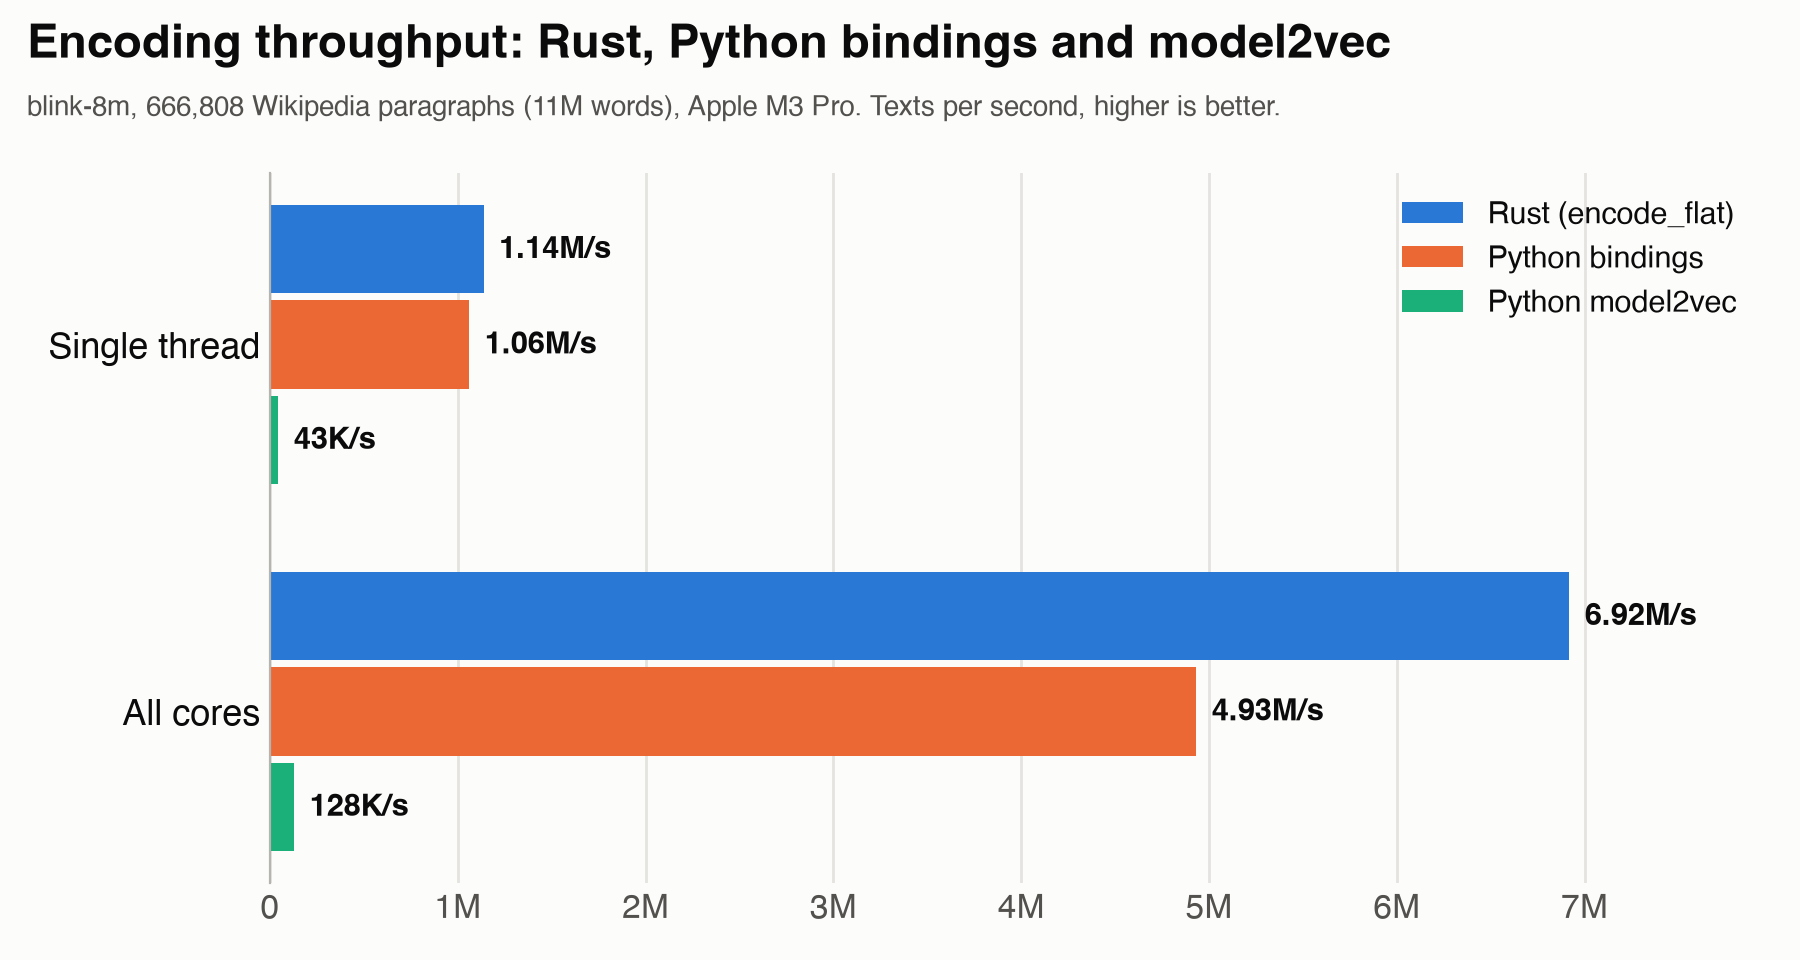 Encoding throughput: Rust, Python bindings and model2vec
blink-8m, 666,808 Wikipedia paragraphs (11M words), Apple M3 Pro. Texts per second, higher is better.
Rust (encode_flat)
Python bindings
Python model2vec
Single thread
1.14M/s
1.06M/s
43K/s
All cores
6.92M/s
4.93M/s
128K/s
0 1M 2M 3M 4M 5M 6M 7M